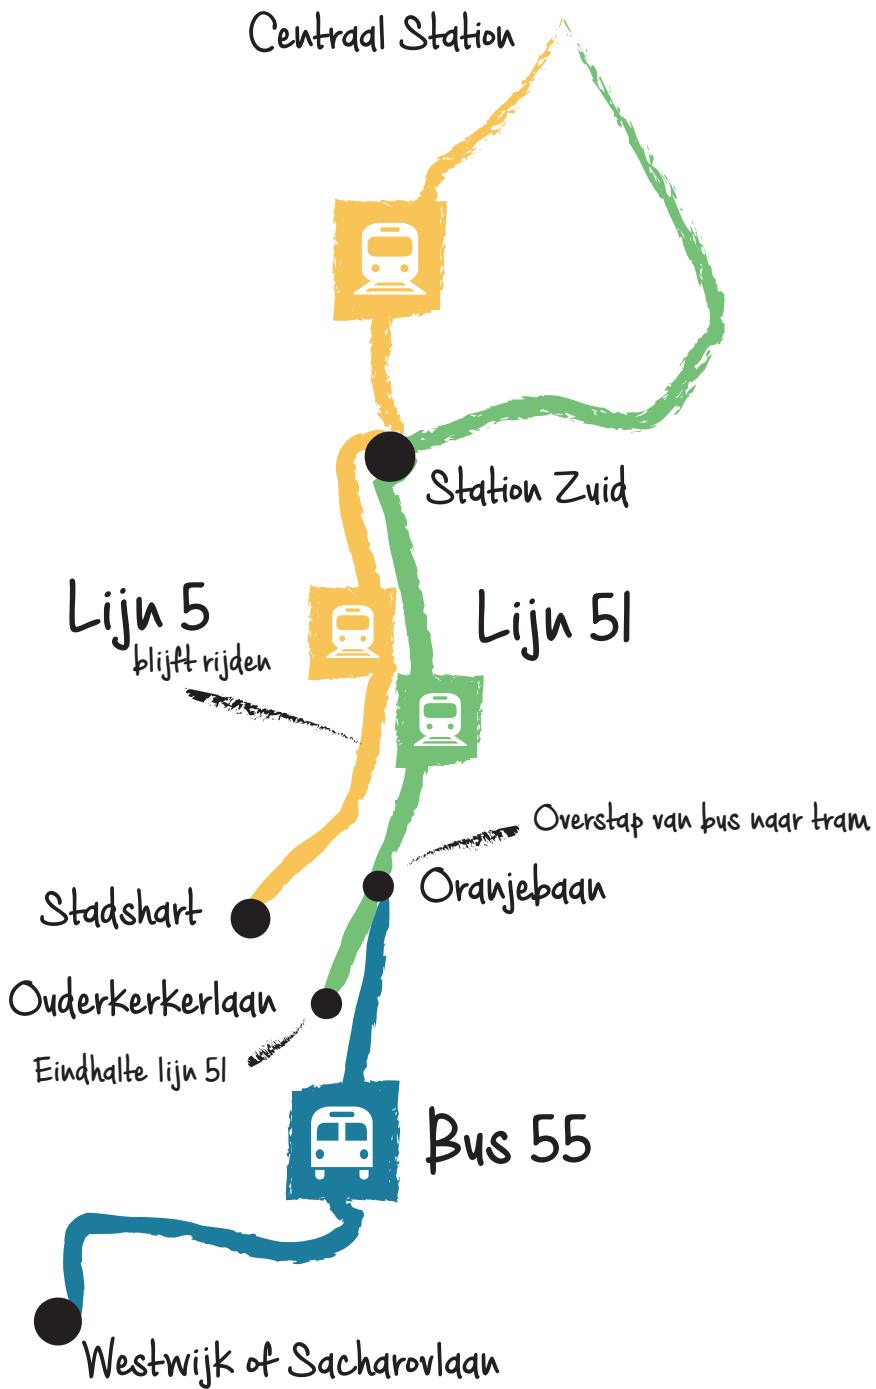 Centraal Station
Station Zuid
Lijn 5
blijft rijden
Lijn 51
Overstap van bus naar tram
Oranjebaan
Stadshart
Ouderkerkerlaan
Eindhalte lijn 51
Bus 55
Westwijk of Sacharovlaan